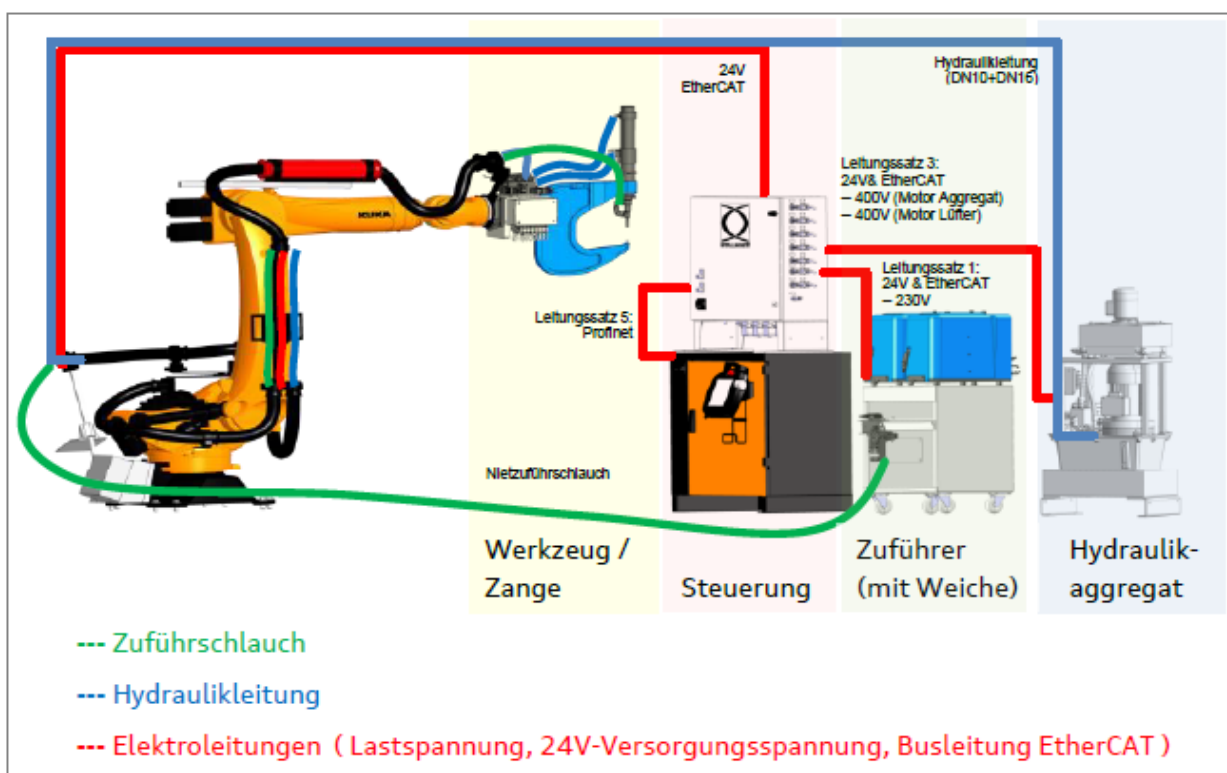 24V
EtherCAT
Hydraulikleitung
(DN10+DN16)
Leitungssatz 3:
24V& EtherCAT
– 400V (Motor Aggregat)
– 400V (Motor Lüfter)
KUKA
Leitungssatz 1:
24V & EtherCAT
– 230V
Leitungssatz 5:
Profinet
Nietzuführschlauch
Werkzeug /
Zange
Steuerung
Zuführer
(mit Weiche)
Hydraulik-
aggregat
--- Zuführschlauch
--- Hydraulikleitung
--- Elektroleitungen ( Lastspannung, 24V-Versorgungsspannung, Busleitung EtherCAT )